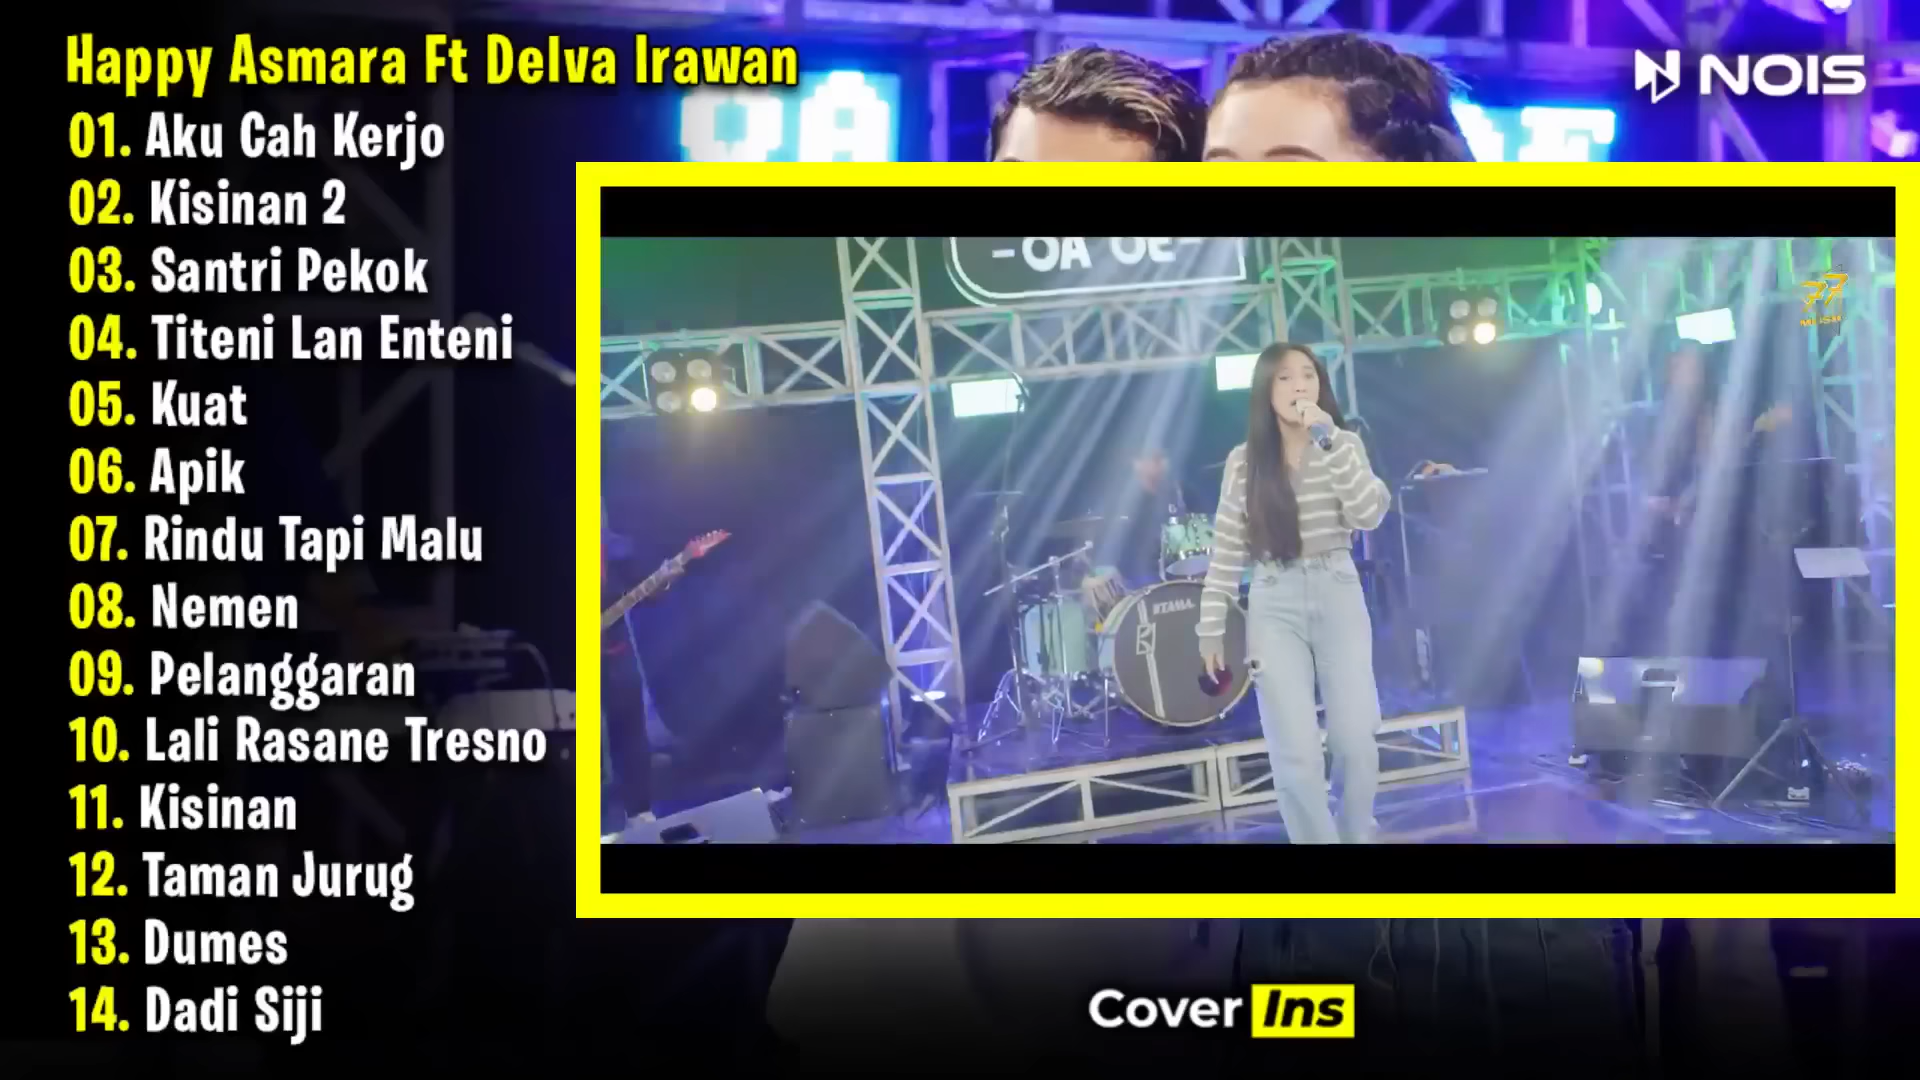 Happy Asmara Ft Delva Irawan
NOIS
01. Aku Cah Kerjo
02. Kisinan 2
03. Santri Pekok
04. Titeni Lan Enteni
05. Kuat
06. Apik
07. Rindu Tapi Malu
08. Nemen
09. Pelanggaran
10. Lali Rasane Tresno
11. Kisinan
12. Taman Jurug
13. Dumes
14. Dadi Siji
-OA OE-
77
MUSIC
TAMA
Cover Ins